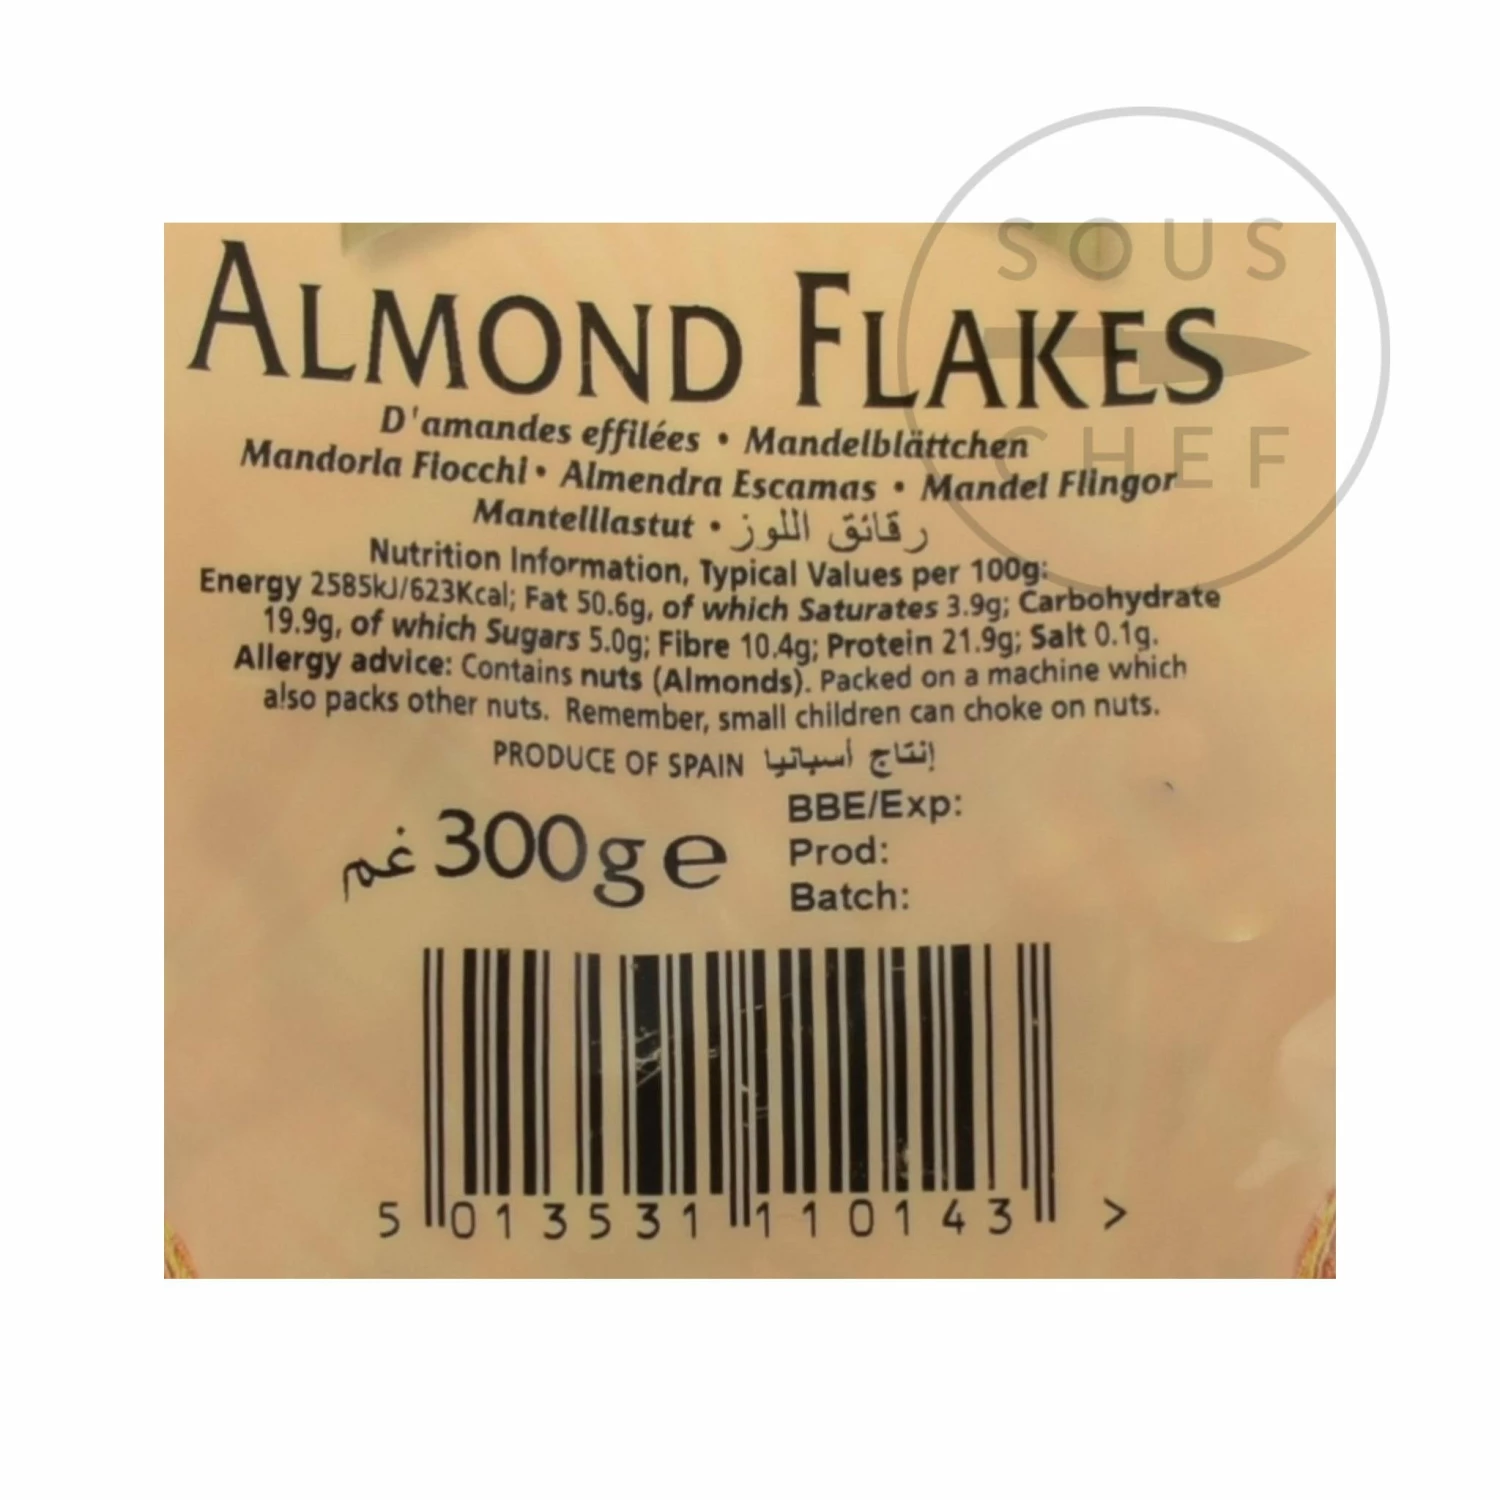 SOUS
CHEF
ALMOND FLAKES
D'amandes effilées • Mandelblättchen
Mandorla Fiocchi • Almendra Escamas • Mandel Flingor
Mantelllastut • رقائق اللوز
Nutrition Information, Typical Values per 100g:
Energy 2585kJ/623Kcal; Fat 50.6g, of which Saturates 3.9g; Carbohydrate
19.9g, of which Sugars 5.0g; Fibre 10.4g; Protein 21.9g; Salt 0.1g.
Allergy advice: Contains nuts (Almonds). Packed on a machine which
also packs other nuts. Remember, small children can choke on nuts.
PRODUCE OF SPAIN إنتاج أسبانيا
300g e غم
BBE/Exp:
Prod:
Batch:
5 013531 110143 >